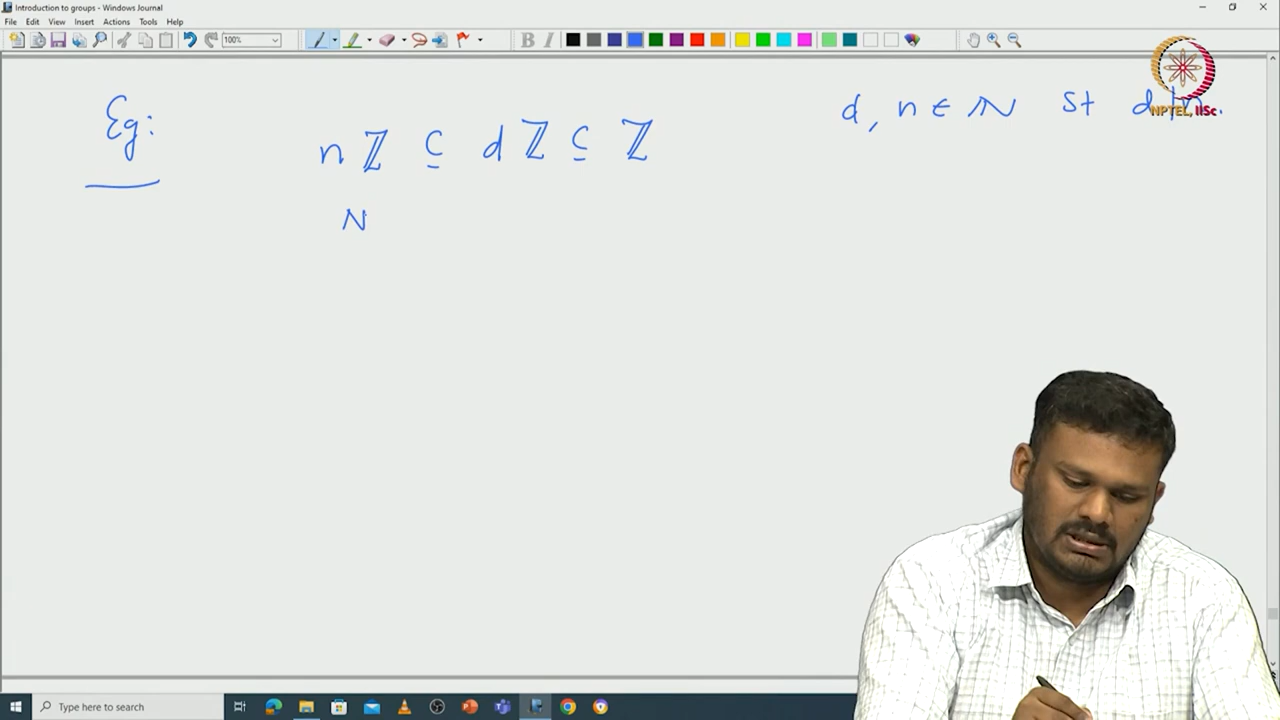 Introduction to groups - Windows Journal
File Edit View Insert Actions Tools Help
100%
B I
NPTEL, IISc
Eg: nℤ ⊆ dℤ ⊆ ℤ d, n ∈ ℕ st d|n.
N
Type here to search